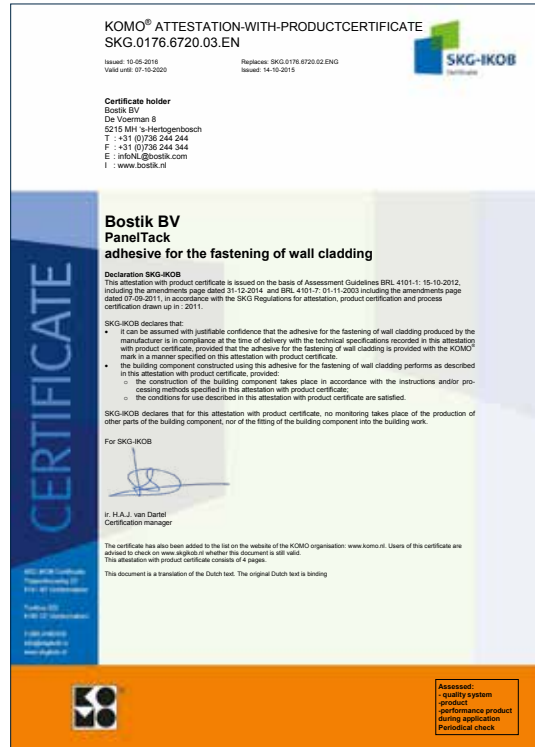 KOMO® ATTESTATION-WITH-PRODUCTCERTIFICATE
SKG.0176.6720.03.EN
Issued: 10-05-2016
Valid until: 07-10-2020
Replaces: SKG.0176.6720.02.ENG
Issued: 14-10-2015
SKG-IKOB
Certificatie
Certificate holder
Bostik BV
De Voerman 8
5215 MH 's-Hertogenbosch
T : +31 (0)736 244 244
F : +31 (0)736 244 344
E : infoNL@bostik.com
I : www.bostik.nl
CERTIFICATE
Bostik BV
PanelTack
adhesive for the fastening of wall cladding
Declaration SKG-IKOB
This attestation with product certificate is issued on the basis of Assessment Guidelines BRL 4101-1: 15-10-2012,
including the amendments page dated 31-12-2014 and BRL 4101-7: 01-11-2003 including the amendments page
dated 07-09-2011, in accordance with the SKG Regulations for attestation, product certification and process
certification drawn up in : 2011.
SKG-IKOB declares that:
• it can be assumed with justifiable confidence that the adhesive for the fastening of wall cladding produced by the
manufacturer is in compliance at the time of delivery with the technical specifications recorded in this attestation
with product certificate, provided that the adhesive for the fastening of wall cladding is provided with the KOMO®
mark in a manner specified on this attestation with product certificate.
• the building component constructed using this adhesive for the fastening of wall cladding performs as described
in this attestation with product certificate, provided:
o the construction of the building component takes place in accordance with the instructions and/or pro-
cessing methods specified in this attestation with product certificate;
o the conditions for use described in this attestation with product certificate are satisfied.
SKG-IKOB declares that for this attestation with product certificate, no monitoring takes place of the production of
other parts of the building component, nor of the fitting of the building component into the building work.
For SKG-IKOB
ir. H.A.J. van Dartel
Certification manager
The certificate has also been added to the list on the website of the KOMO organisation: www.komo.nl. Users of this certificate are
advised to check on www.skgikob.nl whether this document is still valid.
This attestation with product certificate consists of 4 pages.
This document is a translation of the Dutch text. The original Dutch text is binding
SKG-IKOB Certificatie
KOMO
Assessed:
- quality system
-product
-performance product
during application
Periodical check